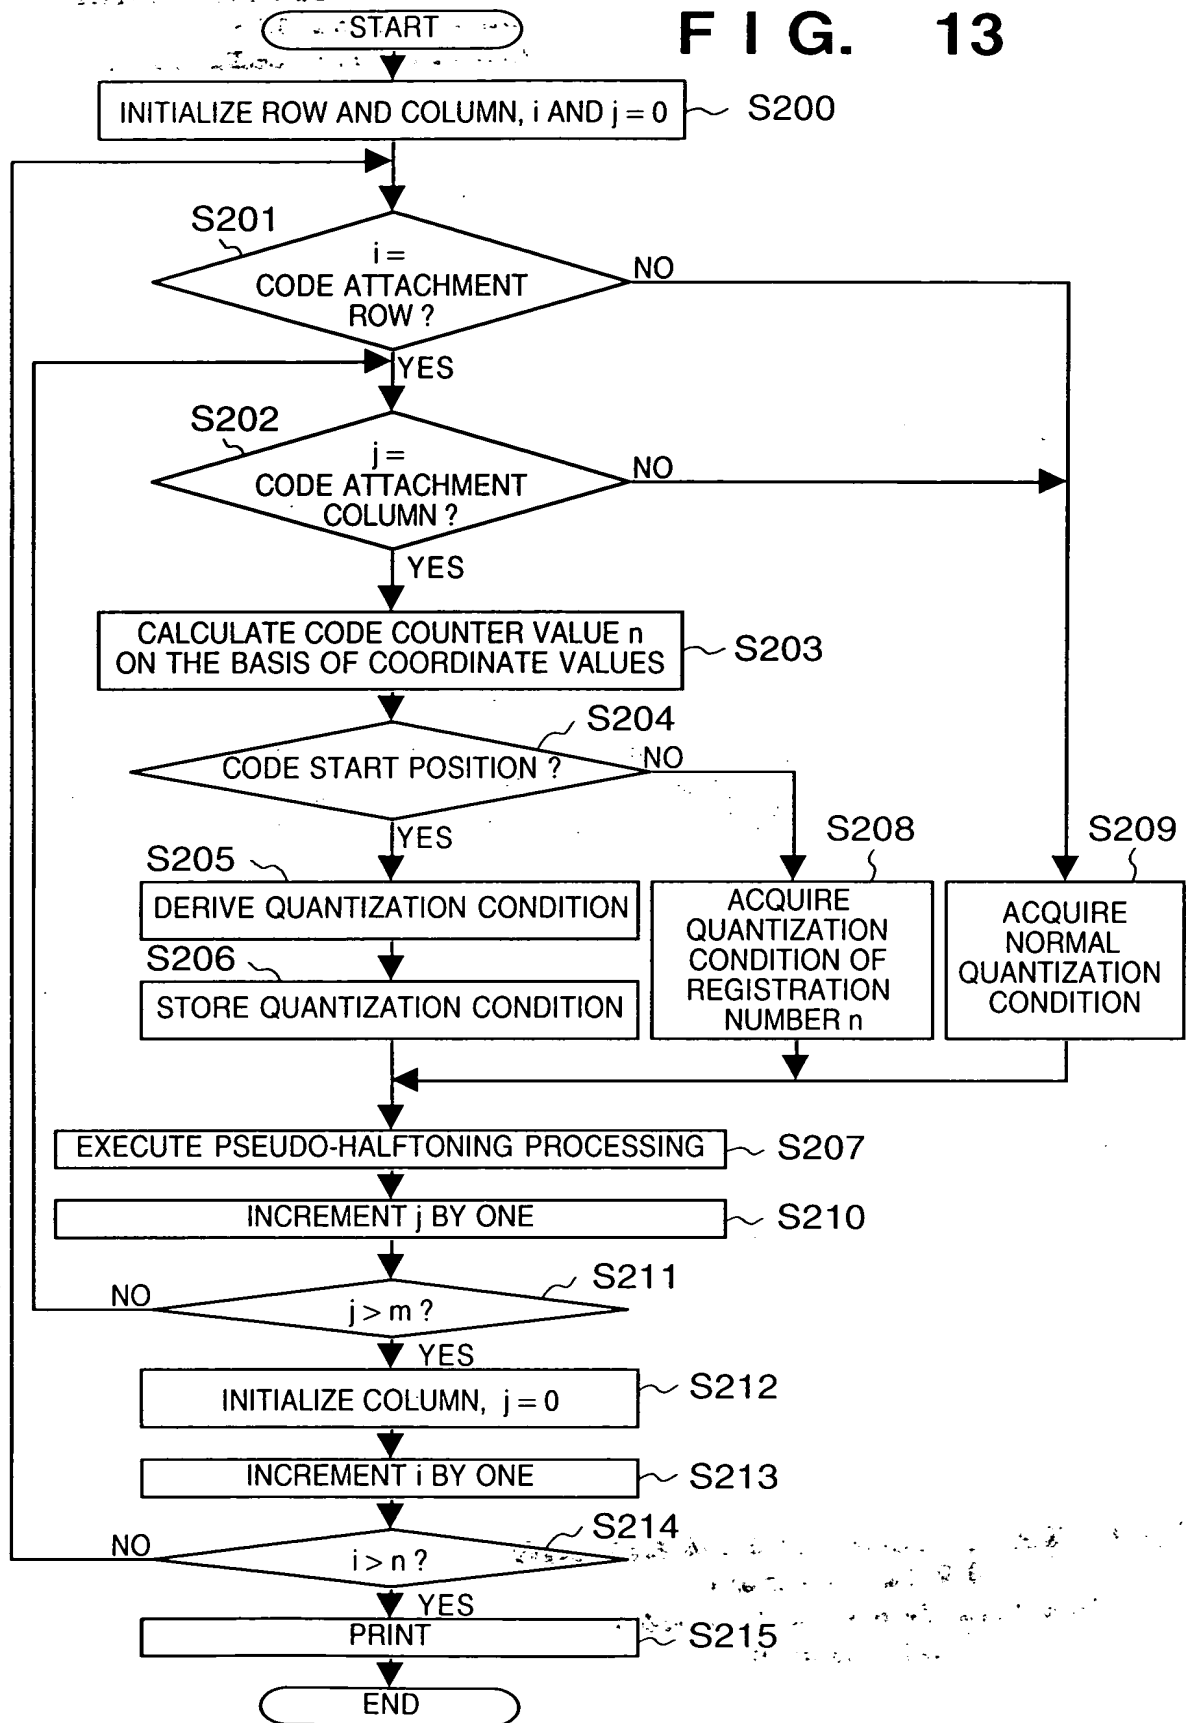 START
FIG. 13
INITIALIZE ROW AND COLUMN, i AND j = 0
S200
S201
i =
CODE ATTACHMENT
ROW ?
NO
YES
S202
j =
CODE ATTACHMENT
COLUMN ?
NO
YES
CALCULATE CODE COUNTER VALUE n
ON THE BASIS OF COORDINATE VALUES
S203
S204
CODE START POSITION ?
NO
YES
S205
DERIVE QUANTIZATION CONDITION
S206
STORE QUANTIZATION CONDITION
S208
ACQUIRE
QUANTIZATION
CONDITION OF
REGISTRATION
NUMBER n
S209
ACQUIRE
NORMAL
QUANTIZATION
CONDITION
EXECUTE PSEUDO-HALFTONING PROCESSING
S207
INCREMENT j BY ONE
S210
S211
NO
j > m ?
YES
INITIALIZE COLUMN, j = 0
S212
INCREMENT i BY ONE
S213
S214
NO
i > n ?
YES
PRINT
S215
END